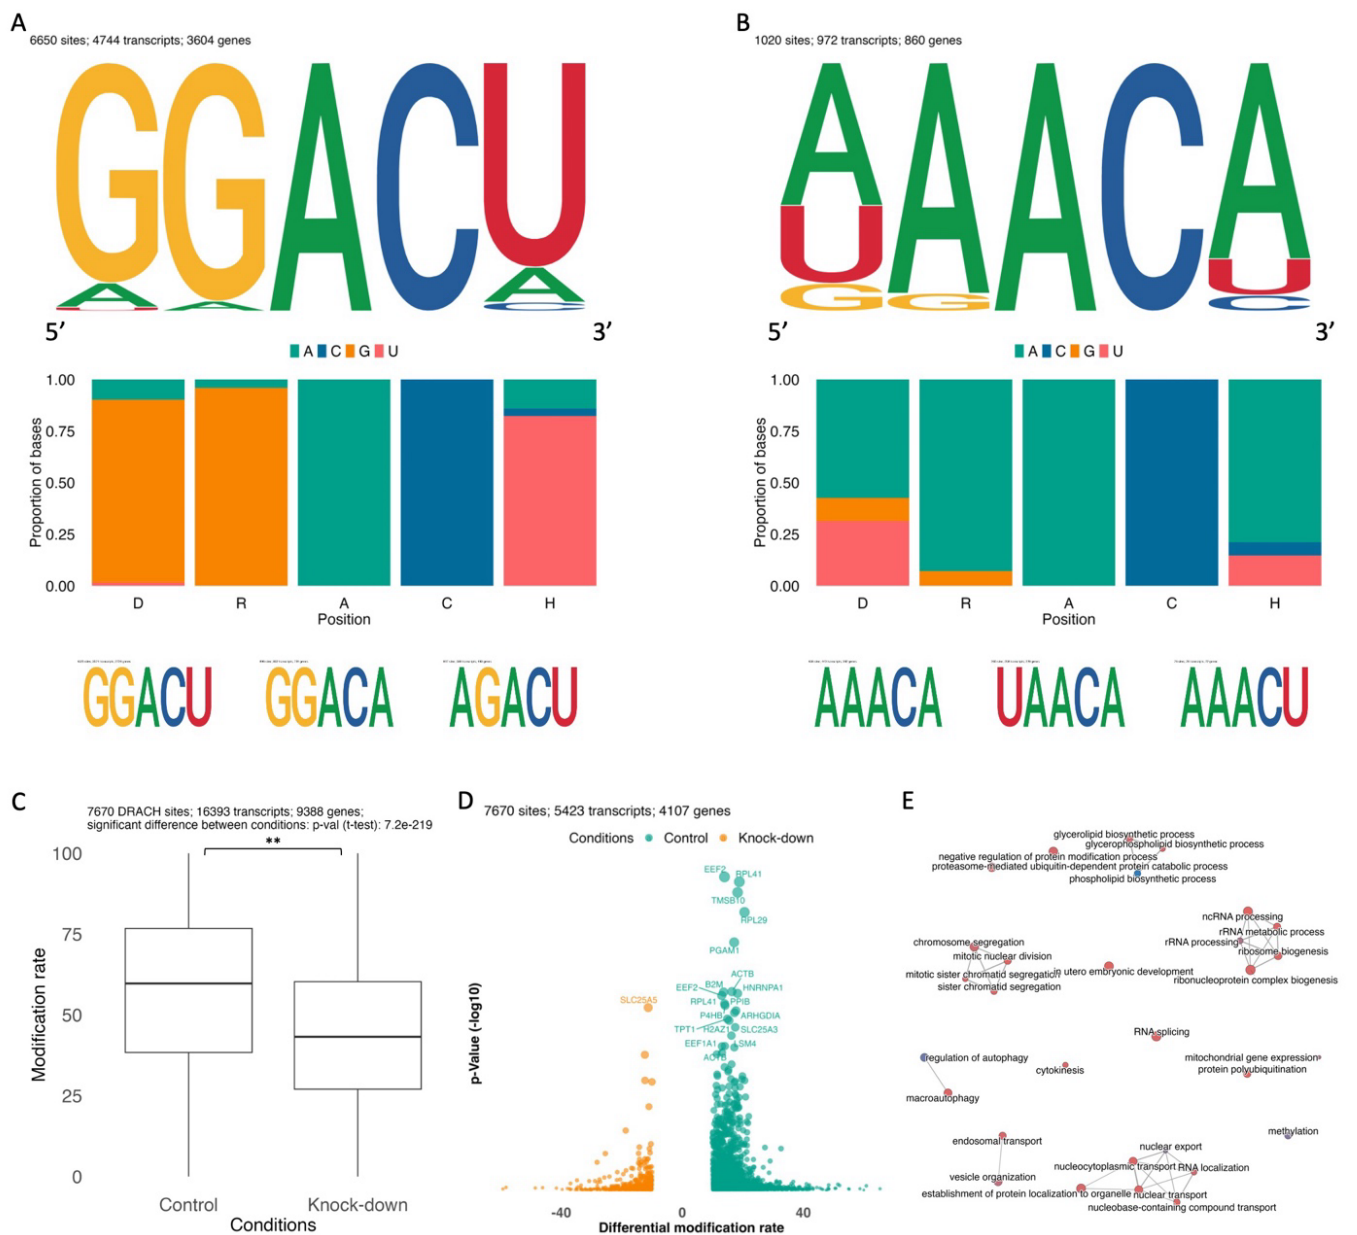 A
6650 sites; 4744 transcripts; 3604 genes
GGACU
A A A
C
5’ 3’
A C G U
Proportion of bases
1.00
0.75
0.50
0.25
0.00
D R A C H
Position
GGACU GGACA AGACU
B
1020 sites; 972 transcripts; 860 genes
AAACA
U U
G G C
5’ 3’
A C G U
Proportion of bases
1.00
0.75
0.50
0.25
0.00
D R A C H
Position
AAACA UAACA AAACU
C
7670 DRACH sites; 16393 transcripts; 9388 genes;
significant difference between conditions: p-val (t-test): 7.2e-219
**
Modification rate
100
75
50
25
0
Control Knock-down
Conditions
D
7670 sites; 5423 transcripts; 4107 genes
Conditions Control Knock-down
p-Value (-log10)
EEF2 RPL41
TMSB10
RPL29
PGAM1
ACTB
B2M
EEF2 HNRNPA1
SLC25A5
RPL41 PPIB
P4HB ARHGDIA
TPT1 H2AZ1 SLC25A3
EEF1A1 LSM4
ACTB
-40 0 40
Differential modification rate
E
glycerolipid biosynthetic process
glycerophospholipid biosynthetic process
negative regulation of protein modification process
proteasome-mediated ubiquitin-dependent protein catabolic process
phospholipid biosynthetic process
ncRNA processing
rRNA metabolic process
rRNA processing
ribosome biogenesis
ribonucleoprotein complex biogenesis
chromosome segregation
mitotic nuclear division
mitotic sister chromatid segregation
sister chromatid segregation
in utero embryonic development
RNA splicing
regulation of autophagy
macroautophagy
cytokinesis
mitochondrial gene expression
protein polyubiquitination
methylation
endosomal transport
vesicle organization
nuclear export
nucleocytoplasmic transport
RNA localization
establishment of protein localization to organelle
nuclear transport
nucleobase-containing compound transport